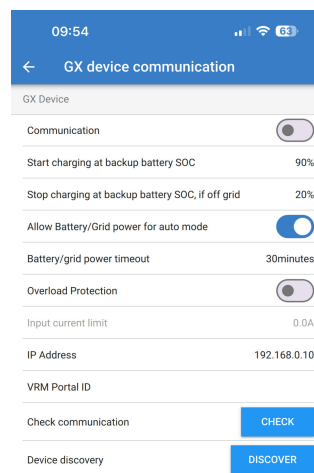 09:54
63
GX device communication
GX Device
Communication
Start charging at backup battery SOC 90%
Stop charging at backup battery SOC, if off grid 20%
Allow Battery/Grid power for auto mode
Battery/grid power timeout 30minutes
Overload Protection
Input current limit 0.0A
IP Address 192.168.0.10
VRM Portal ID
Check communication CHECK
Device discovery DISCOVER